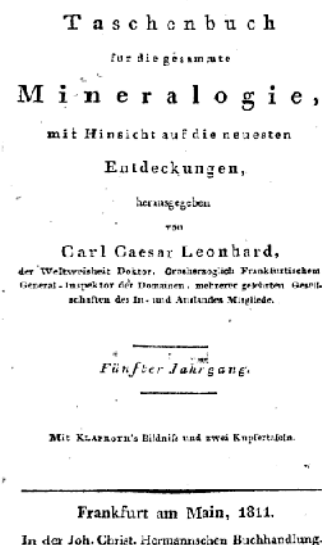 Taschenbuch
für die gesammte
Mineralogie,
mit Hinsicht auf die neuesten
Entdeckungen,
herausgegeben
von
Carl Caesar Leonhard,
der Weltweisheit Doktor, Grosherzoglich Frankfurtischem
General-Inspektor der Domainen, mehrerer gelehrten Gesell-
schaften des In- und Auslandes Mitgliede.
Fünfter Jahrgang.
Mit KLAPROTH's Bildniſs und zwei Kupfertafeln.
Frankfurt am Main, 1811.
In der Joh. Christ. Hermannschen Buchhandlung.